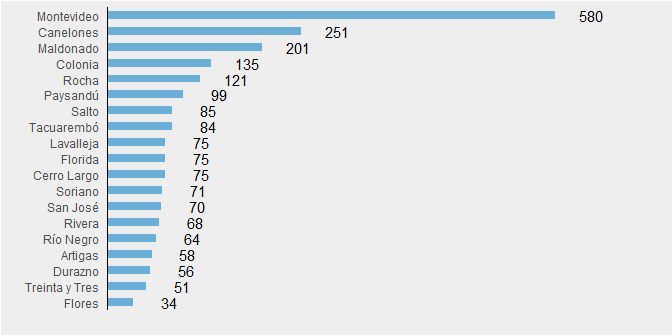 Montevideo 580
Canelones 251
Maldonado 201
Colonia 135
Rocha 121
Paysandú 99
Salto 85
Tacuarembó 84
Lavalleja 75
Florida 75
Cerro Largo 75
Soriano 71
San José 70
Rivera 68
Río Negro 64
Artigas 58
Durazno 56
Treinta y Tres 51
Flores 34